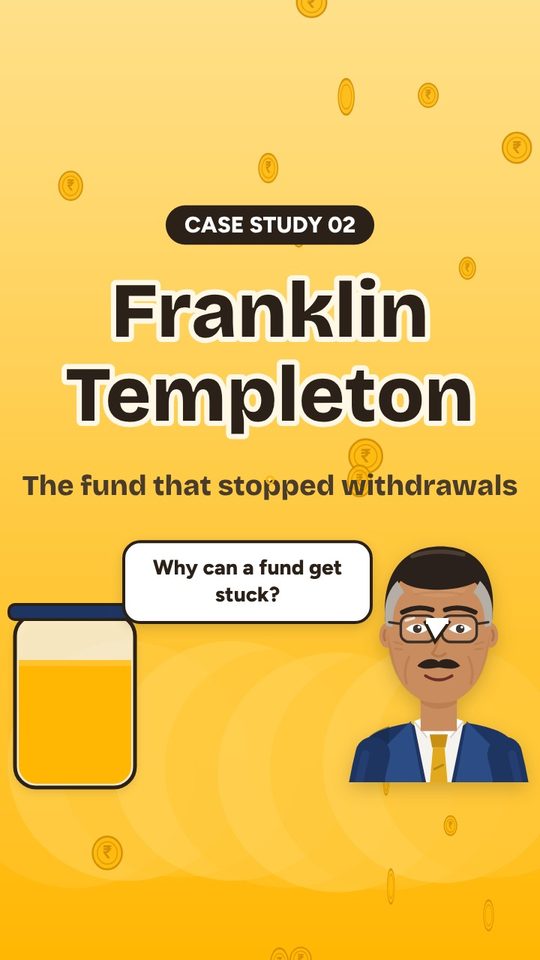 CASE STUDY 02
Franklin
Templeton
The fund that stopped withdrawals
Why can a fund get
stuck?